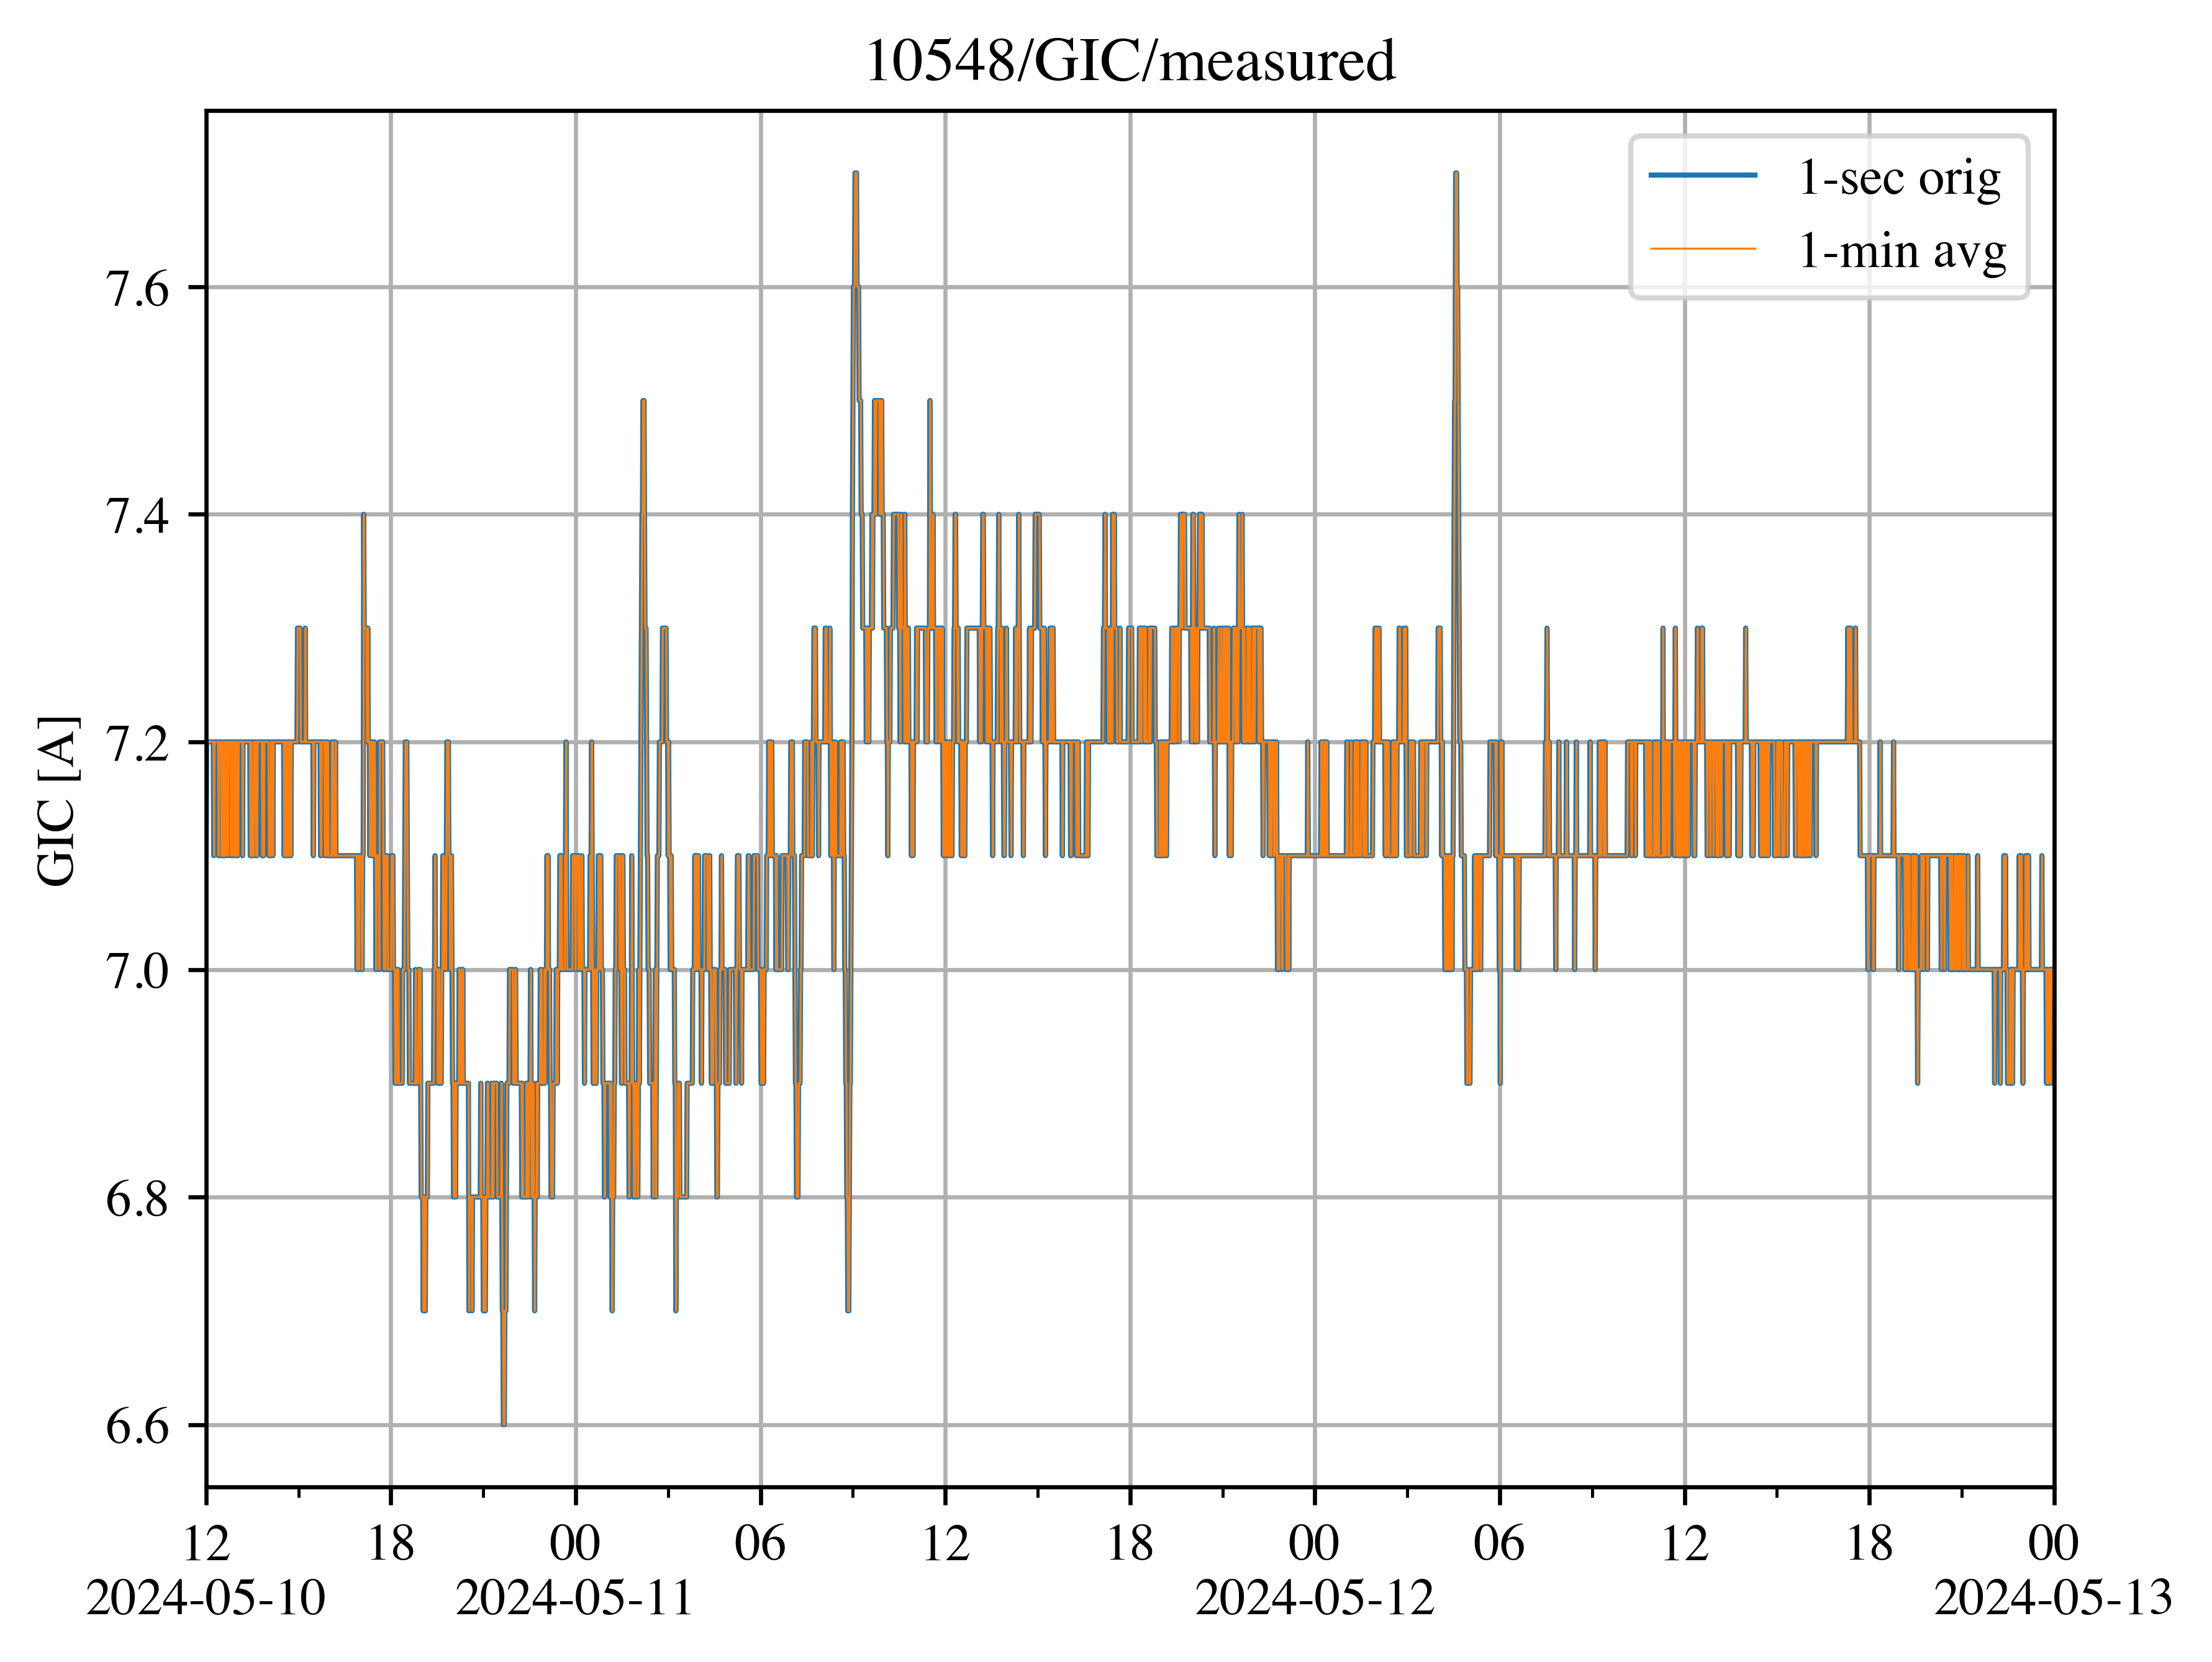 10548/GIC/measured
1-sec orig
1-min avg
GIC [A]
7.6
7.4
7.2
7.0
6.8
6.6
12 18 00 06 12 18 00 06 12 18 00
2024-05-10 2024-05-11 2024-05-12 2024-05-13